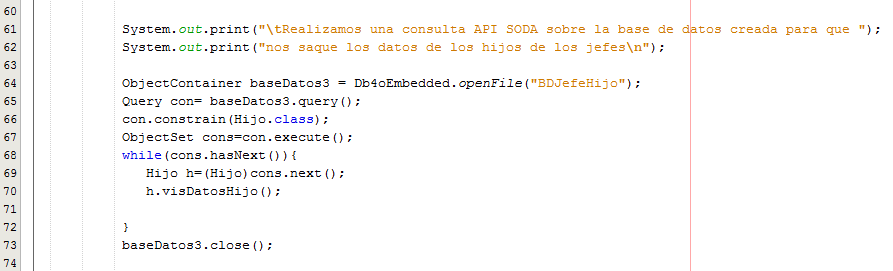 60
61 System.out.print("\tRealizamos una consulta API SODA sobre la base de datos creada para que ");
62 System.out.print("nos saque los datos de los hijos de los jefes\n");
63
64 ObjectContainer baseDatos3 = Db4oEmbedded.openFile("BDJefeHijo");
65 Query con= baseDatos3.query();
66 con.constrain(Hijo.class);
67 ObjectSet cons=con.execute();
68 while(cons.hasNext()){
69 Hijo h=(Hijo)cons.next();
70 h.visDatosHijo();
71
72 }
73 baseDatos3.close();
74